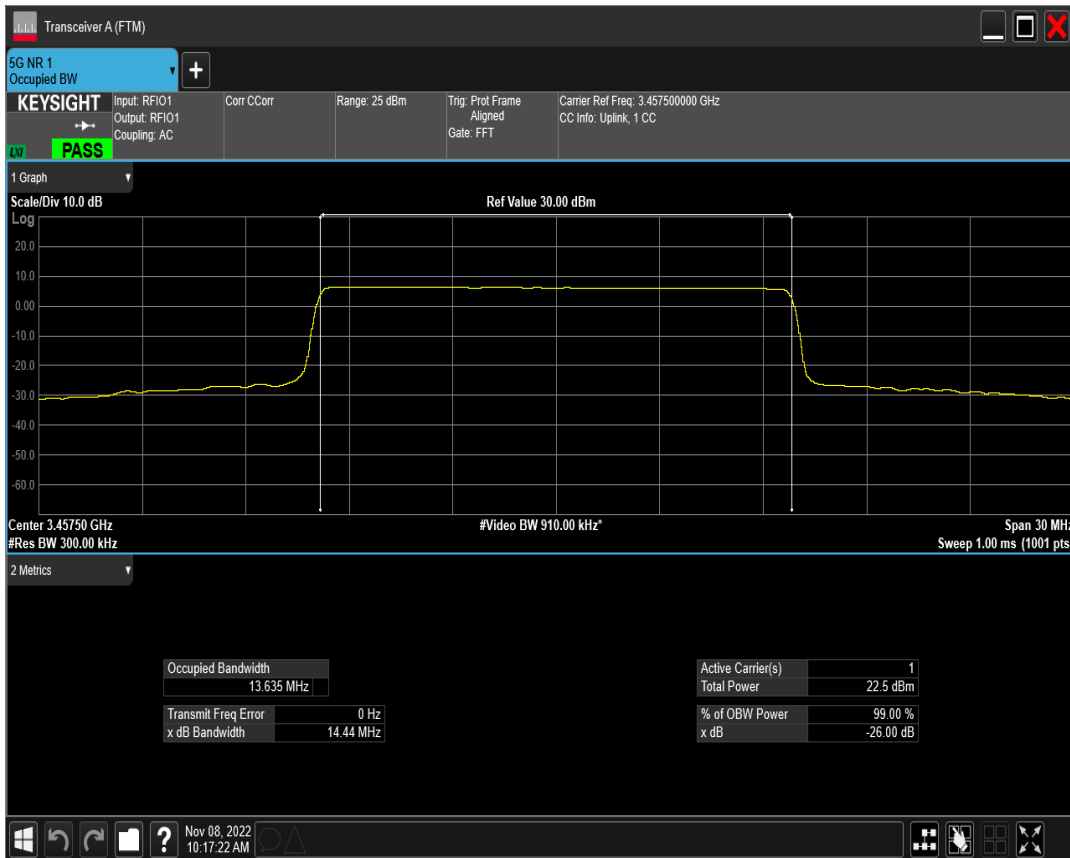 Transceiver A (FTM)
5G NR 1
Occupied BW
+
KEYSIGHT
LXI
PASS
Input: RFIO1
Output: RFIO1
Coupling: AC
Corr CCorr
Range: 25 dBm
Trig: Prot Frame
Aligned
Gate: FFT
Carrier Ref Freq: 3.457500000 GHz
CC Info: Uplink, 1 CC
1 Graph
Scale/Div 10.0 dB
Ref Value 30.00 dBm
Log
20.0
10.0
0.00
-10.0
-20.0
-30.0
-40.0
-50.0
-60.0
Center 3.45750 GHz
#Video BW 910.00 kHz*
Span 30 MHz
#Res BW 300.00 kHz
Sweep 1.00 ms (1001 pts
2 Metrics
Occupied Bandwidth
13.635 MHz
Transmit Freq Error 0 Hz
x dB Bandwidth 14.44 MHz
Active Carrier(s) 1
Total Power 22.5 dBm
% of OBW Power 99.00 %
x dB -26.00 dB
?
Nov 08, 2022
10:17:22 AM